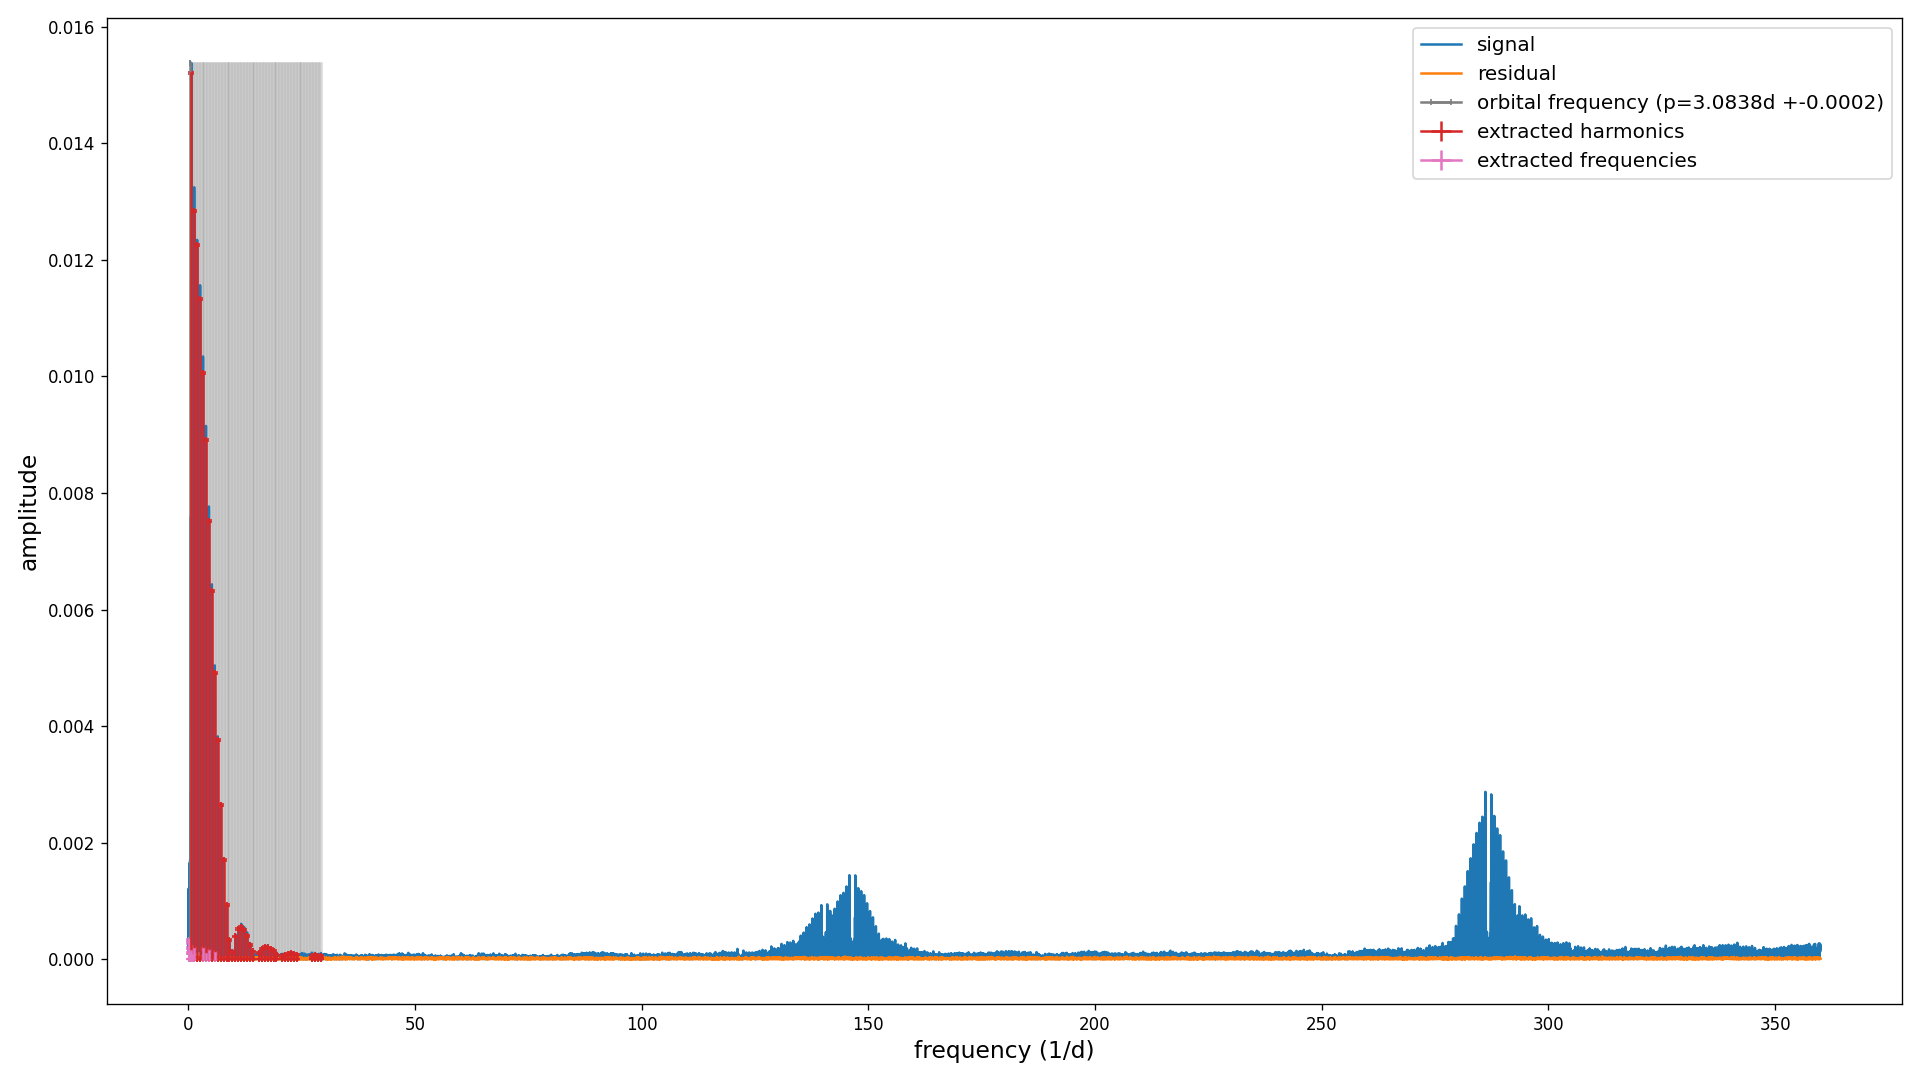 signal
residual
orbital frequency (p=3.0838d +-0.0002)
extracted harmonics
extracted frequencies
0.016
0.014
0.012
0.010
0.008
0.006
0.004
0.002
0.000
amplitude
0 50 100 150 200 250 300 350
frequency (1/d)